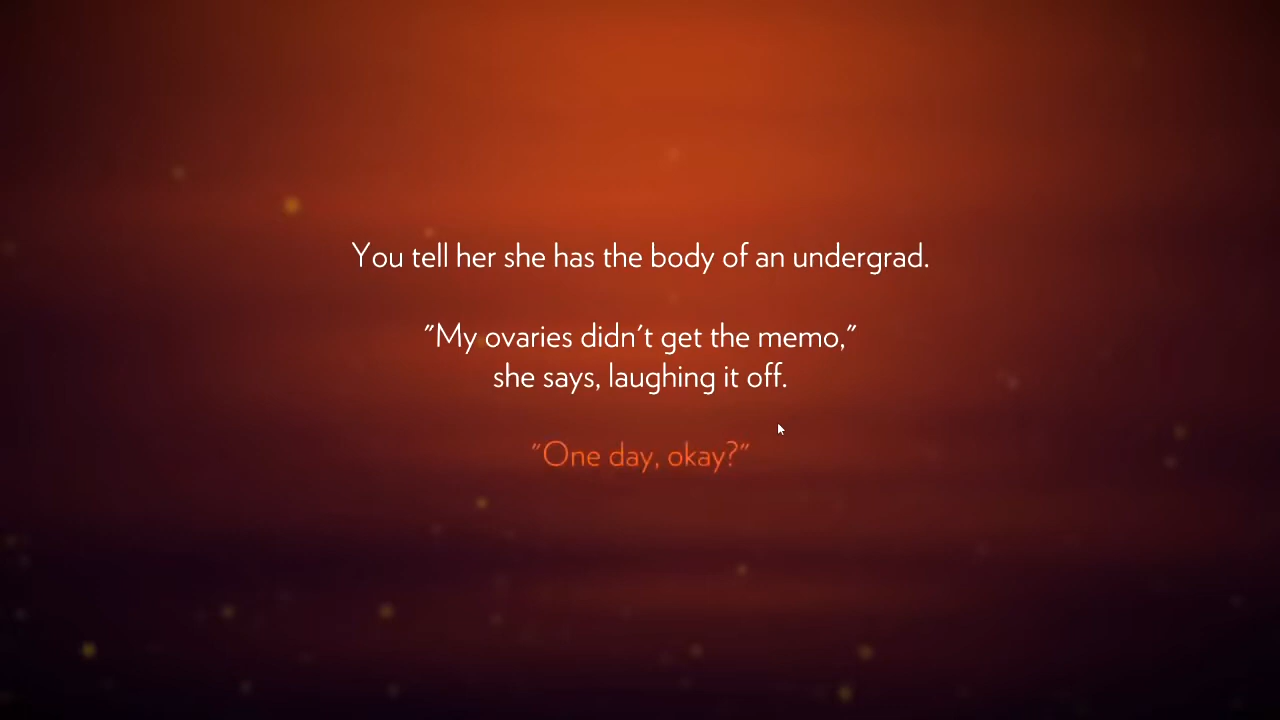 You tell her she has the body of an undergrad.
"My ovaries didn't get the memo,"
she says, laughing it off.
"One day, okay?"